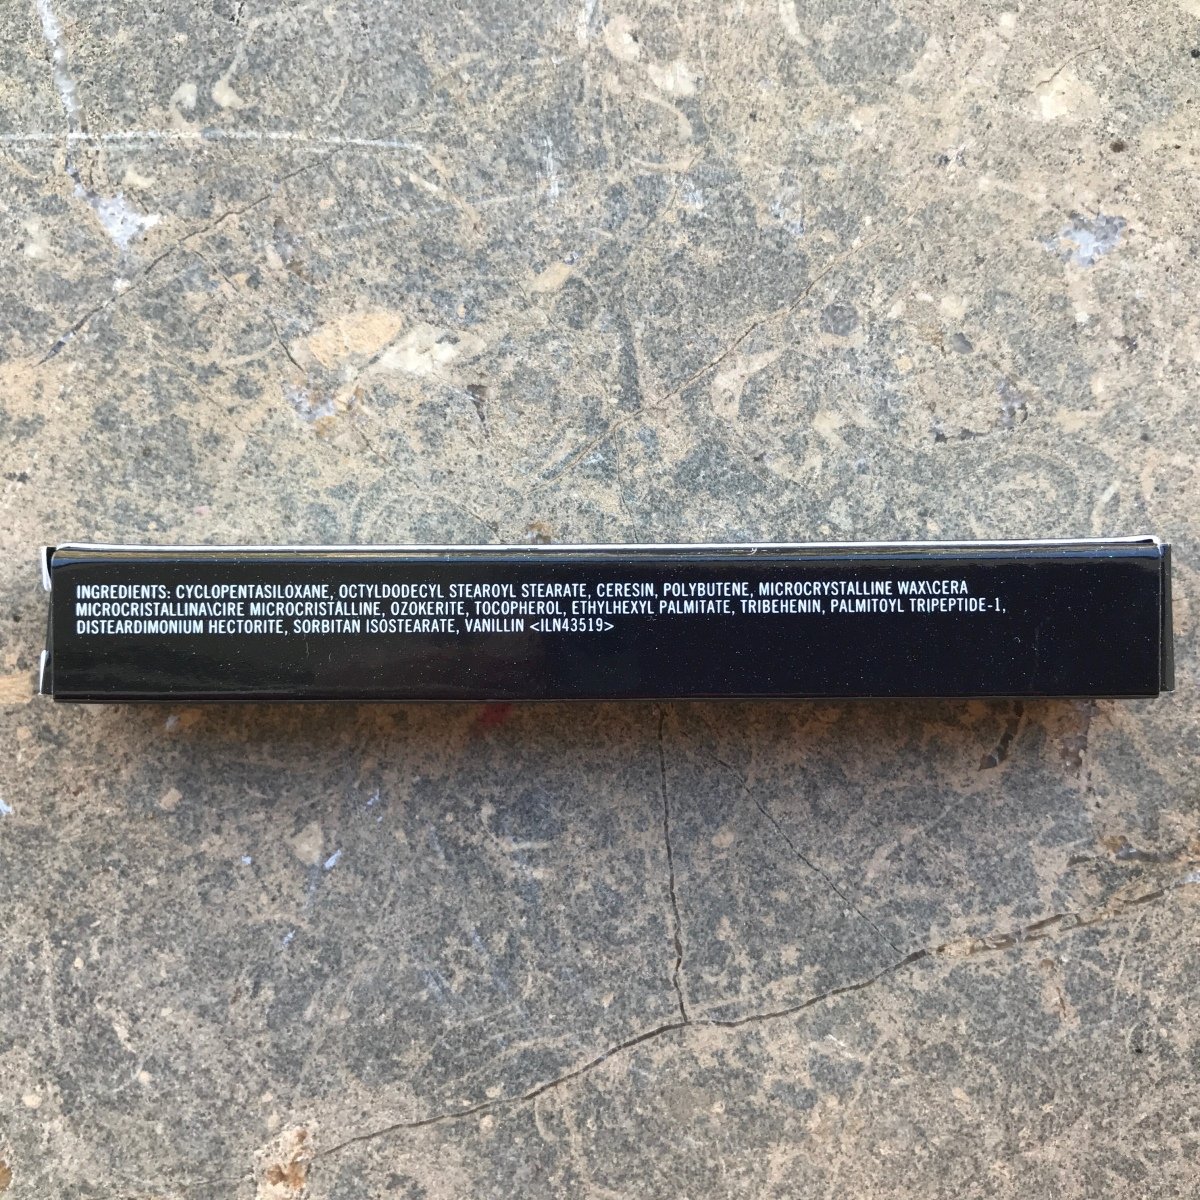 INGREDIENTS: CYCLOPENTASILOXANE, OCTYLDODECYL STEAROYL STEARATE, CERESIN, POLYBUTENE, MICROCRYSTALLINE WAX\CERA
MICROCRISTALLINA\CIRE MICROCRISTALLINE, OZOKERITE, TOCOPHEROL, ETHYLHEXYL PALMITATE, TRIBEHENIN, PALMITOYL TRIPEPTIDE-1,
DISTEARDIMONIUM HECTORITE, SORBITAN ISOSTEARATE, VANILLIN <ILN43519>